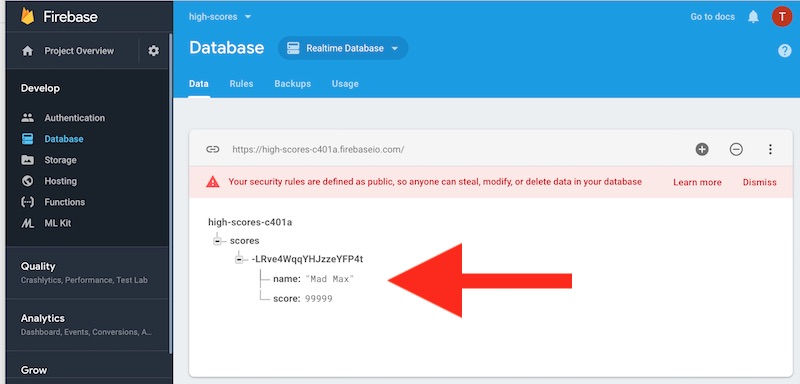 Firebase
high-scores
Go to docs
T
Project Overview
Database
Realtime Database
?
Develop
Data Rules Backups Usage
Authentication
Database
Storage
Hosting
Functions
ML Kit
https://high-scores-c401a.firebaseio.com/
Your security rules are defined as public, so anyone can steal, modify, or delete data in your database
Learn more
Dismiss
high-scores-c401a
scores
-LRve4WqqYHJzzeYFP4t
name: "Mad Max"
score: 99999
Quality
Crashlytics, Performance, Test Lab
Analytics
Dashboard, Events, Conversions, A...
Grow